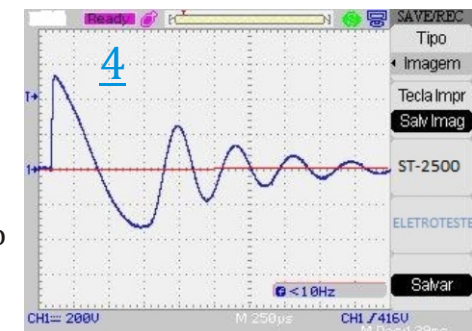 Ready
SAVE/REC
Tipo
Imagem
Tecla Impr
Salv Imag
ST-2500
ELETROTESTE
Salvar
4
T
1
o
<10Hz
CH1= 200V
M 250µs
CH1 /416V